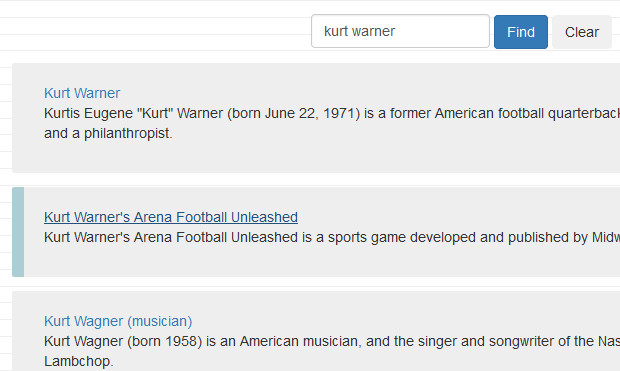 kurt warner Find Clear
Kurt Warner
Kurtis Eugene "Kurt" Warner (born June 22, 1971) is a former American football quarterback
and a philanthropist.
Kurt Warner's Arena Football Unleashed
Kurt Warner's Arena Football Unleashed is a sports game developed and published by
Kurt Wagner (musician)
Kurt Wagner (born 1958) is an American musician, and the singer and songwriter of the
Lambchop.